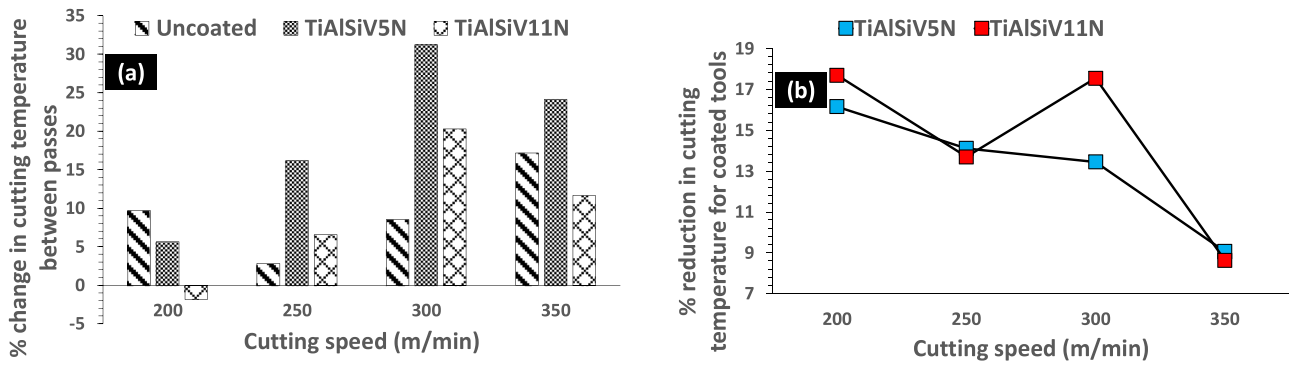 % change in cutting temperature
between passes
35
30
25
20
15
10
5
0
-5
Uncoated TiAlSiV5N TiAlSiV11N
(a)
200 250 300 350
Cutting speed (m/min)
% reduction in cutting
temperature for coated tools
19
17
15
13
11
9
7
TiAlSiV5N TiAlSiV11N
(b)
200 250 300 350
Cutting speed (m/min)